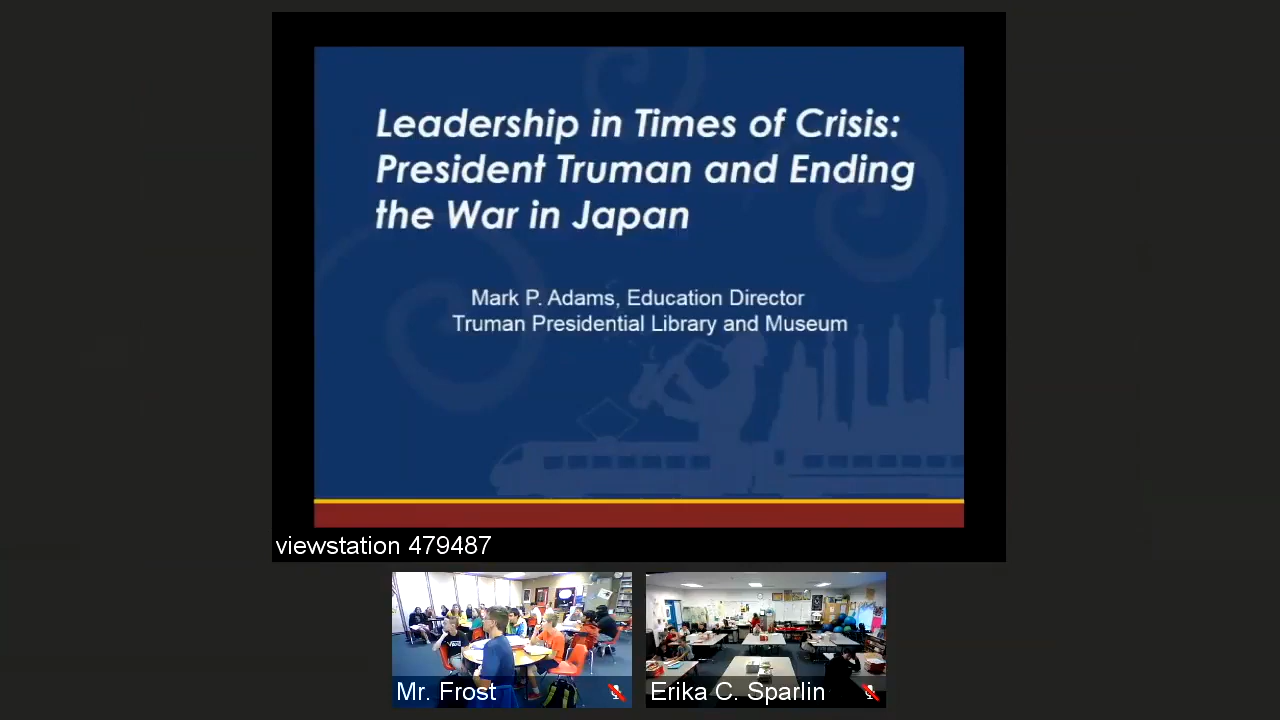 Leadership in Times of Crisis:
President Truman and Ending
the War in Japan
Mark P. Adams, Education Director
Truman Presidential Library and Museum
viewstation 479487
Mr. Frost
Erika C. Sparlin